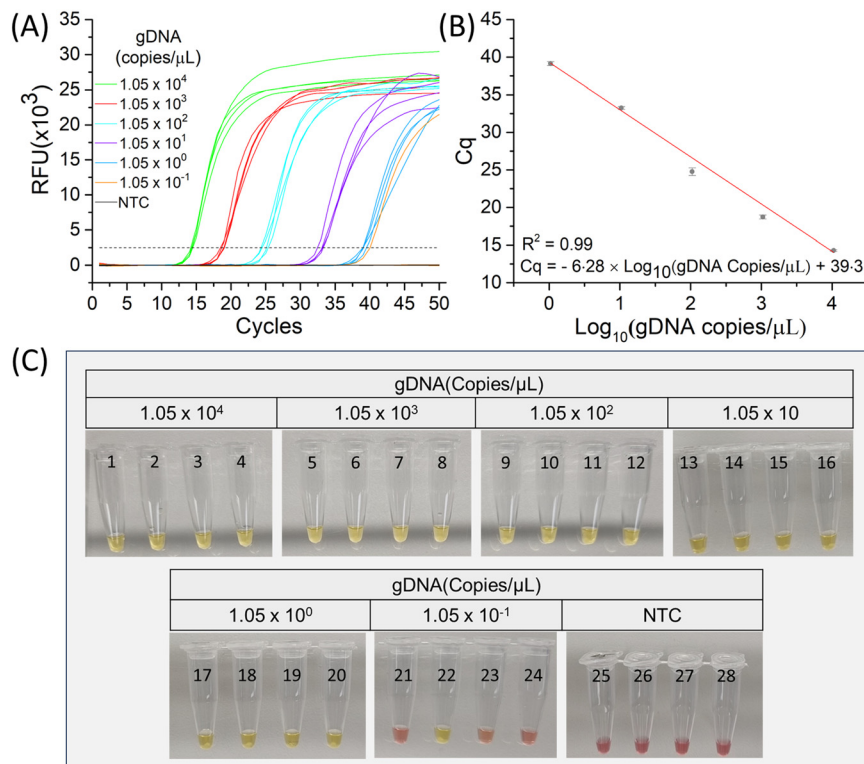 (A)
gDNA
(copies/μL)
1.05 x 10⁴
1.05 x 10³
1.05 x 10²
1.05 x 10¹
1.05 x 10⁰
1.05 x 10⁻¹
NTC
RFU(x10³)
35
30
25
20
15
10
5
0
0 5 10 15 20 25 30 35 40 45 50
Cycles
(B)
Cq
45
40
35
30
25
20
15
10
R² = 0.99
Cq = - 6·28 × Log₁₀(gDNA Copies/μL) + 39·3
0 1 2 3 4
Log₁₀(gDNA copies/μL)
(C)
gDNA(Copies/μL)
1.05 x 10⁴ 1.05 x 10³ 1.05 x 10² 1.05 x 10
1 2 3 4 5 6 7 8 9 10 11 12 13 14 15 16
gDNA(Copies/μL)
1.05 x 10⁰ 1.05 x 10⁻¹ NTC
17 18 19 20 21 22 23 24 25 26 27 28